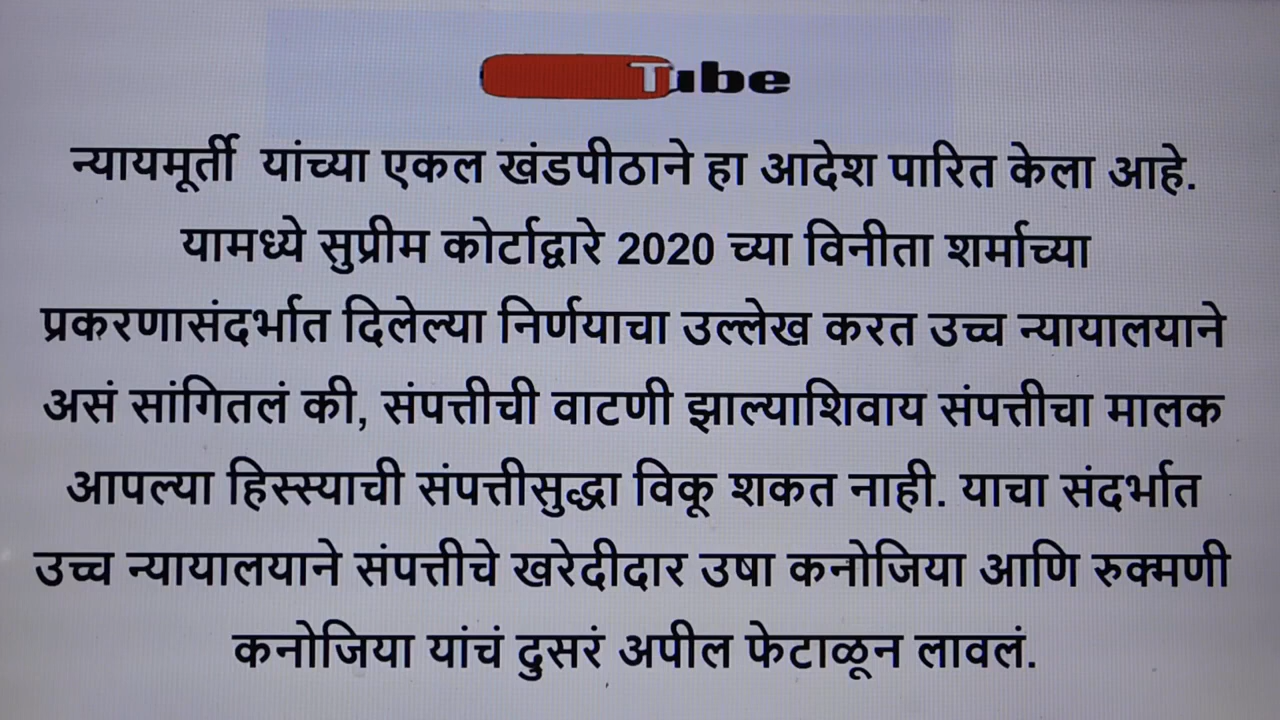 Tube
न्यायमूर्ती यांच्या एकल खंडपीठाने हा आदेश पारित केला आहे.
यामध्ये सुप्रीम कोर्टाद्वारे 2020 च्या विनीता शर्माच्या
प्रकरणासंदर्भात दिलेल्या निर्णयाचा उल्लेख करत उच्च न्यायालयाने
असं सांगितलं की, संपत्तीची वाटणी झाल्याशिवाय संपत्तीचा मालक
आपल्या हिस्स्याची संपत्तीसुद्धा विकू शकत नाही. याचा संदर्भात
उच्च न्यायालयाने संपत्तीचे खरेदीदार उषा कनोजिया आणि रुक्मणी
कनोजिया यांचं दुसरं अपील फेटाळून लावलं.